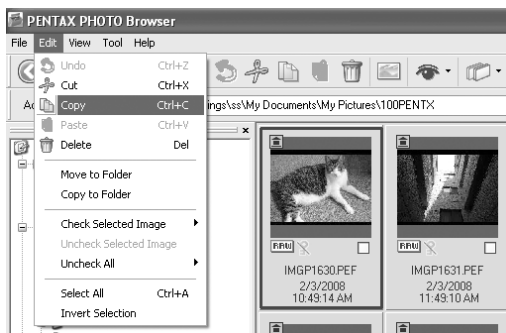 PENTAX PHOTO Browser
File Edit View Tool Help
Undo Ctrl+Z
Cut Ctrl+X
Copy Ctrl+C
Paste Ctrl+V
Delete Del
Move to Folder
Copy to Folder
Check Selected Image
Uncheck Selected Image
Uncheck All
Select All Ctrl+A
Invert Selection
Ad
ings\ss\My Documents\My Pictures\100PENTX
RAW
IMGP1630.PEF
2/3/2008
10:49:14 AM
RAW
IMGP1631.PEF
2/3/2008
11:49:10 AM